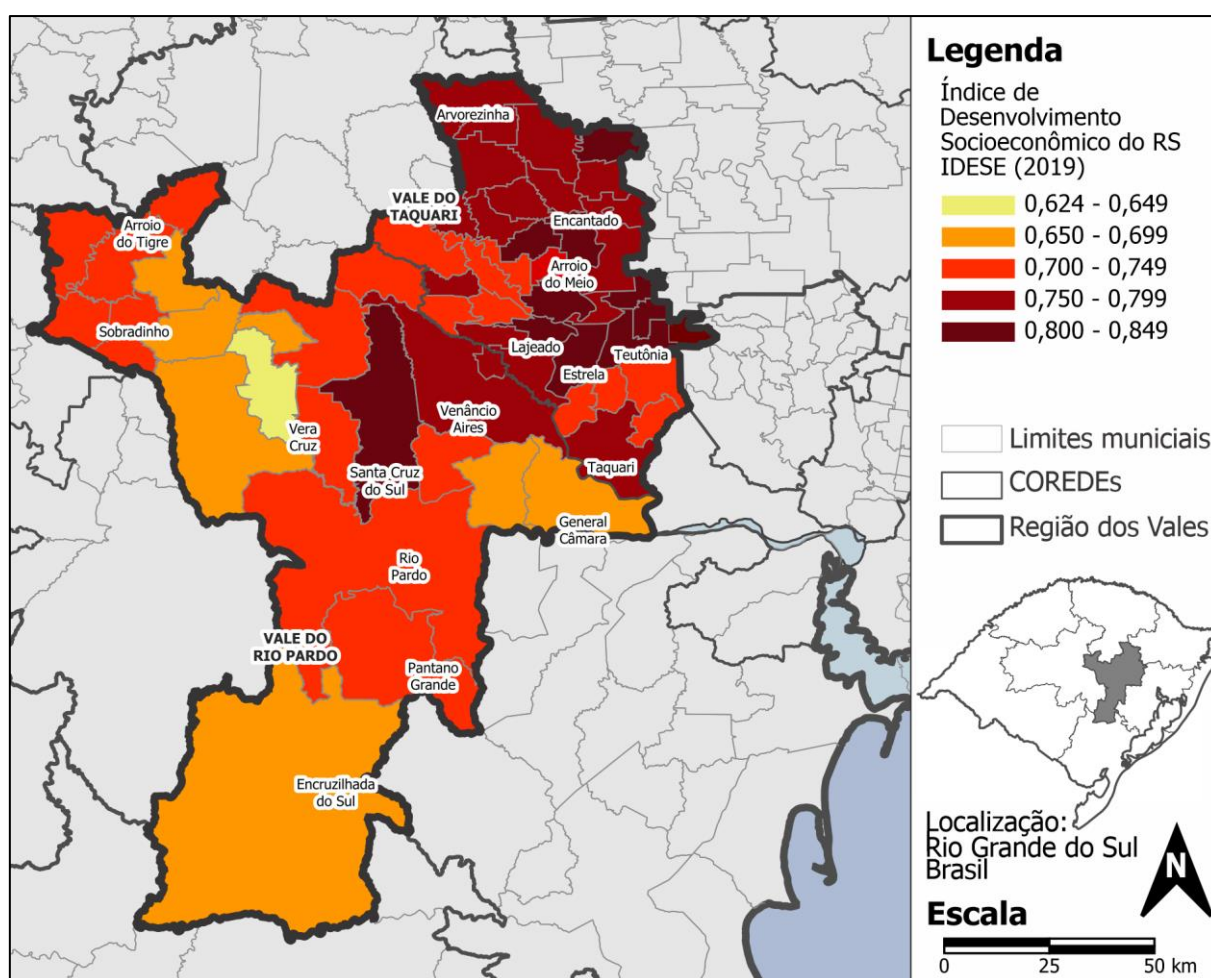 Arvorezinha
VALE DO
TAQUARI
Encantado
Arroio
do Tigre
Arroio
do Meio
Sobradinho
Lajeado
Teutônia
Estrela
Vera
Cruz
Venâncio
Aires
Santa Cruz
do Sul
Taquari
General
Câmara
Rio
Pardo
VALE DO
RIO PARDO
Pantano
Grande
Encruzilhada
do Sul
Legenda
Índice de
Desenvolvimento
Socioeconômico do RS
IDESE (2019)
0,624 - 0,649
0,650 - 0,699
0,700 - 0,749
0,750 - 0,799
0,800 - 0,849
Limites municiais
COREDEs
Região dos Vales
Localização:
Rio Grande do Sul
Brasil
N
Escala
0 25 50 km